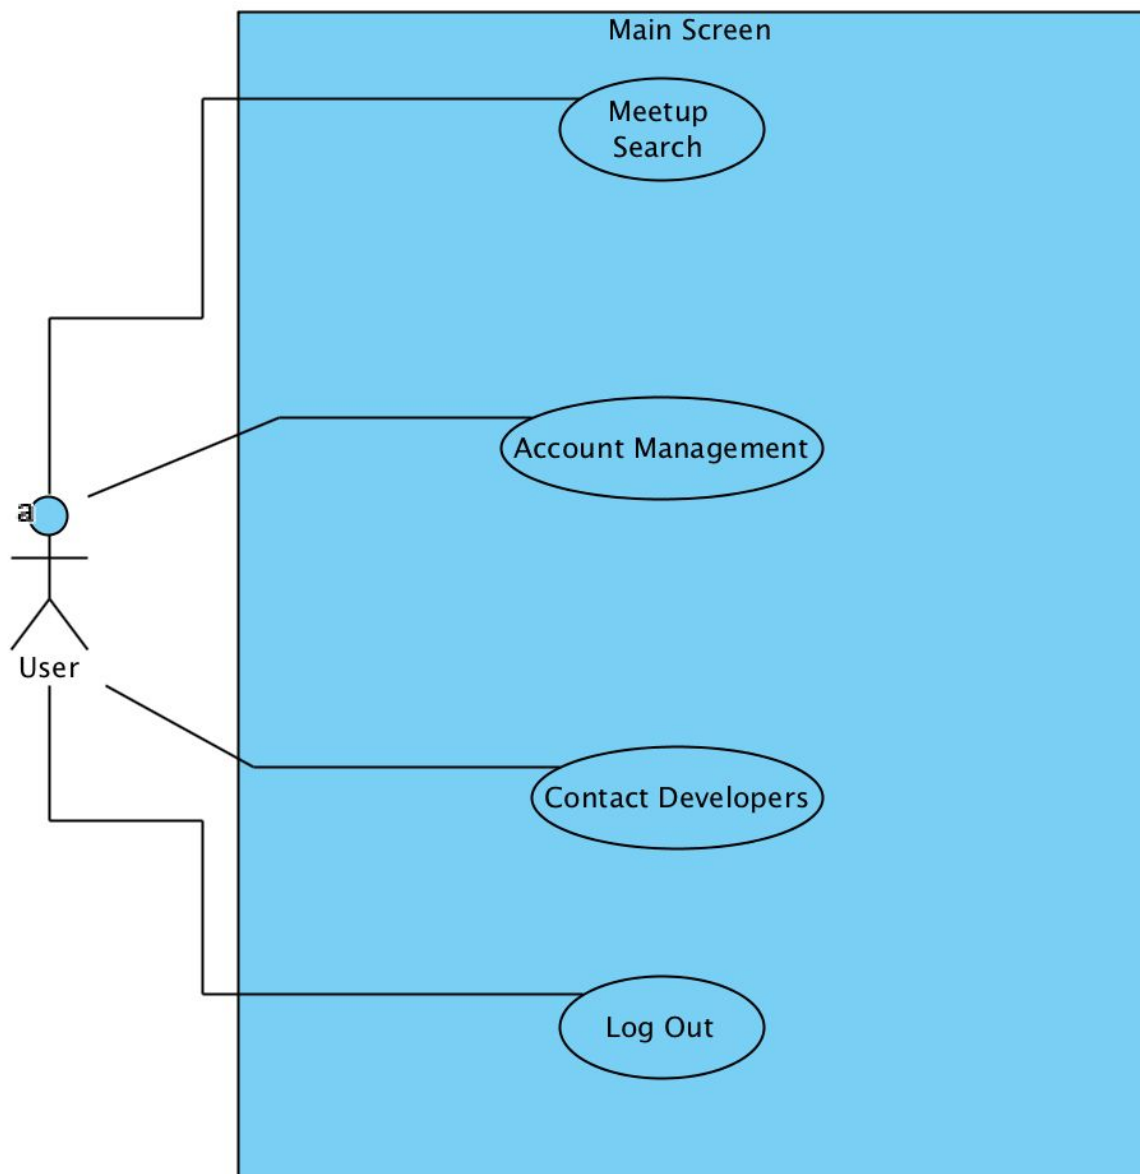 Main Screen
Meetup
Search
Account Management
a
User
Contact Developers
Log Out